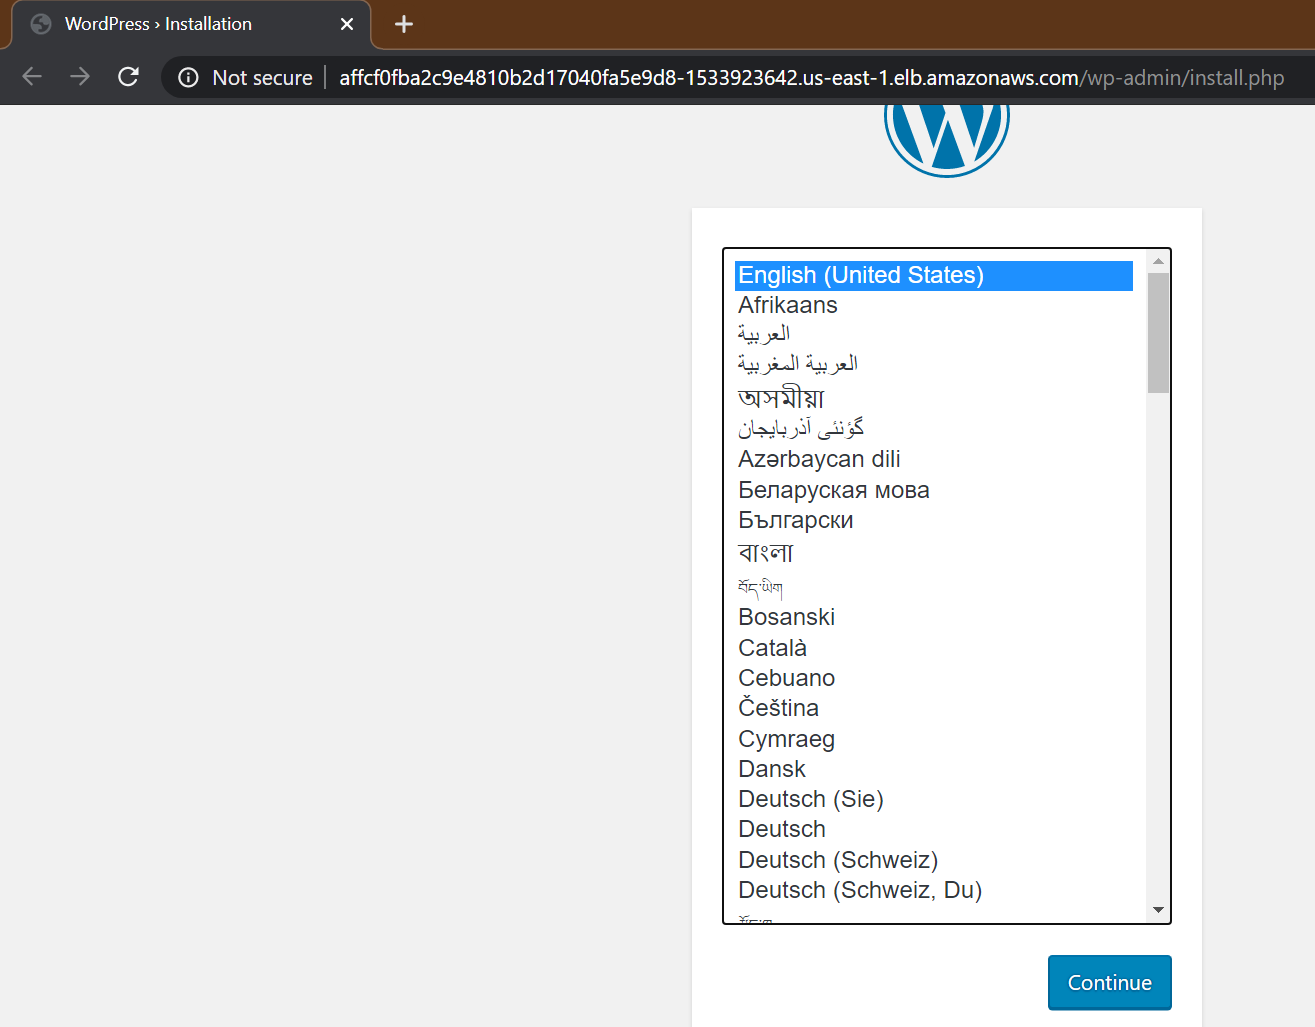 WordPress › Installation
Not secure
affcf0fba2c9e4810b2d17040fa5e9d8-1533923642.us-east-1.elb.amazonaws.com/wp-admin/install.php
English (United States)
Afrikaans
العربية
العربية المغربية
অসমীয়া
گؤنئی آذربایجان
Azərbaycan dili
Беларуская мова
Български
বাংলা
བོད་ཡིག
Bosanski
Català
Cebuano
Čeština
Cymraeg
Dansk
Deutsch (Sie)
Deutsch
Deutsch (Schweiz)
Deutsch (Schweiz, Du)
Continue